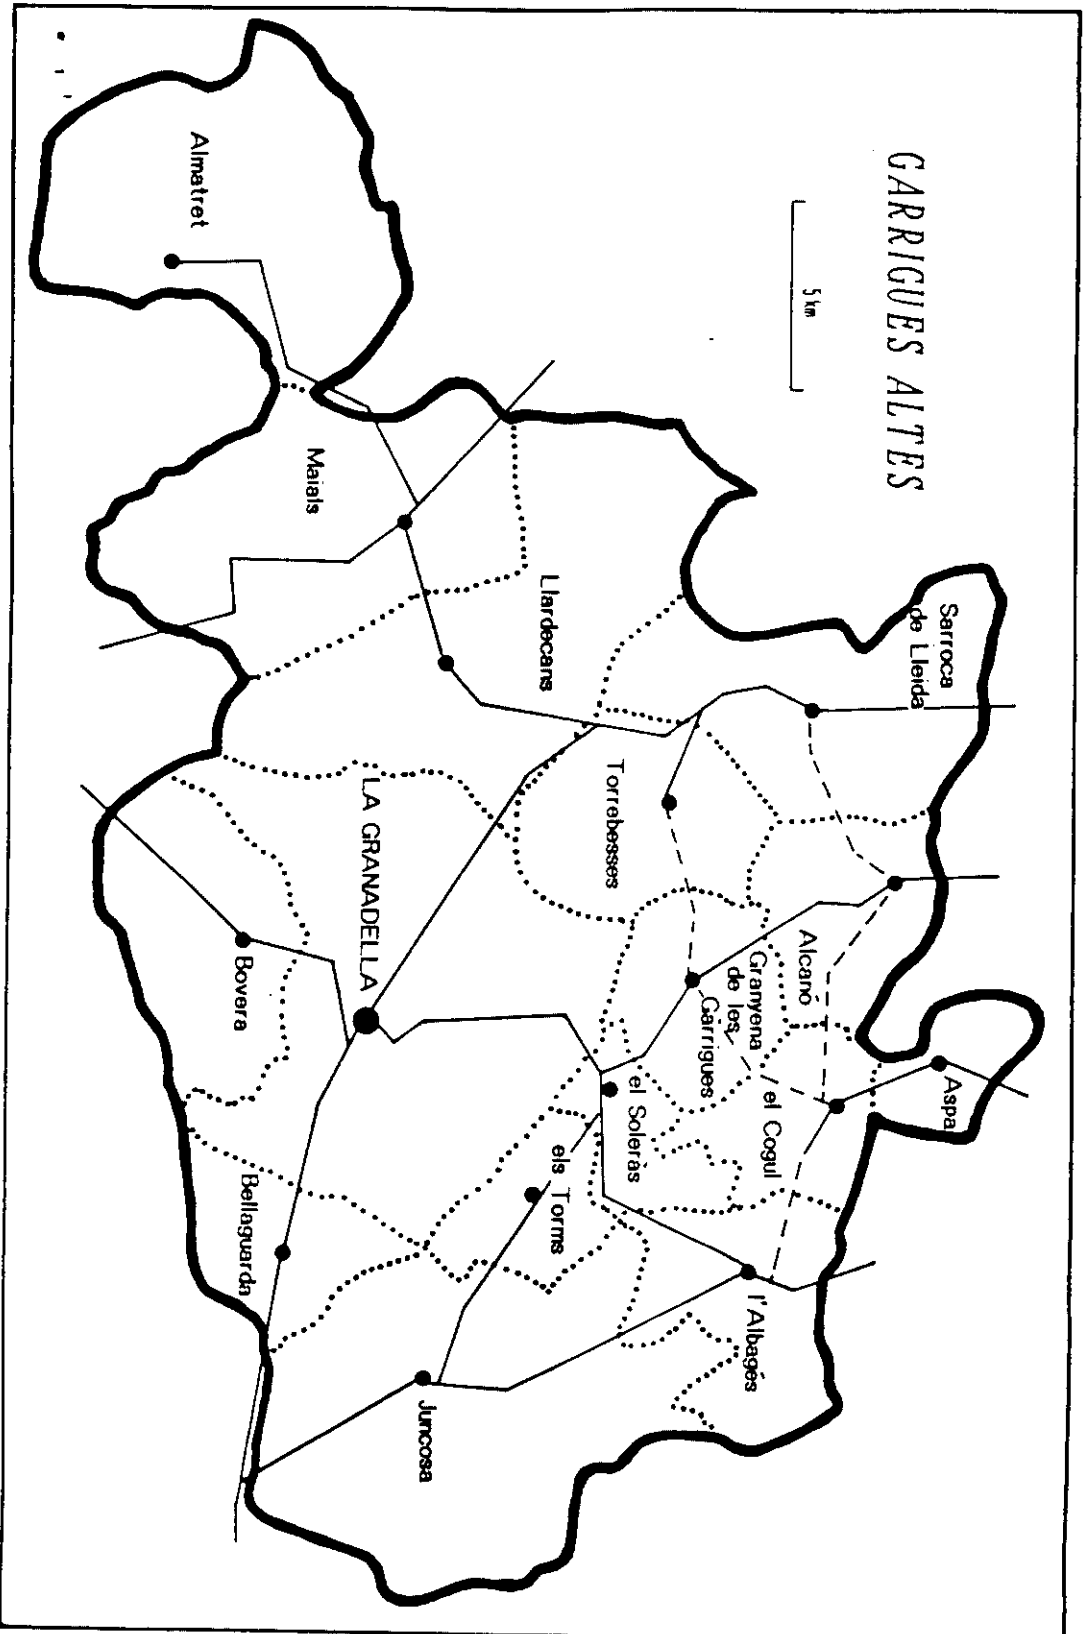 GARRIGUES ALTES
5 km
Sarroca
de Lleida
Aspa
Alcanó
Granyena
de les
Garrigues
el Cogul
l'Albagés
Torrebesses
el Soleràs
Llardecans
els Torms
Juncosa
LA GRANADELLA
Maials
Bovera
Bellaguarda
Almatret